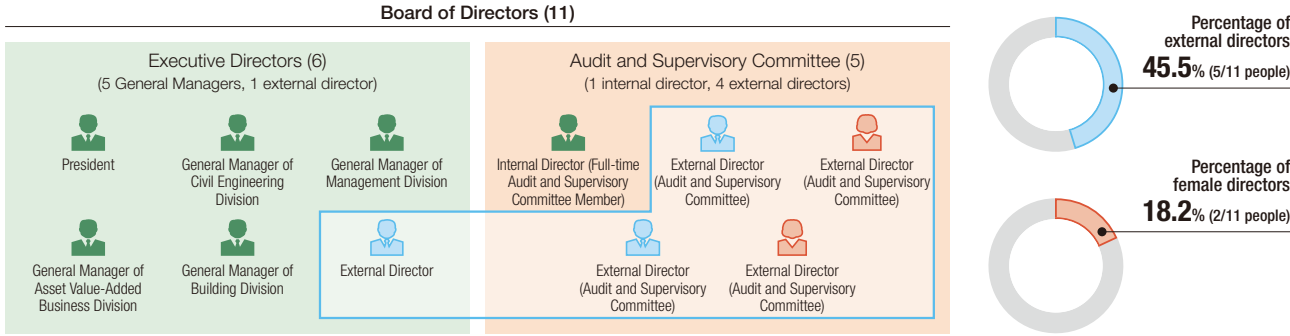 Board of Directors (11)
Executive Directors (6)
(5 General Managers, 1 external director)
President
General Manager of
Civil Engineering
Division
General Manager of
Management Division
General Manager of
Asset Value-Added
Business Division
General Manager of
Building Division
External Director
Audit and Supervisory Committee (5)
(1 internal director, 4 external directors)
Internal Director (Full-time
Audit and Supervisory
Committee Member)
External Director
(Audit and Supervisory
Committee)
External Director
(Audit and Supervisory
Committee)
External Director
(Audit and Supervisory
Committee)
External Director
(Audit and Supervisory
Committee)
Percentage of
external directors
45.5% (5/11 people)
Percentage of
female directors
18.2% (2/11 people)